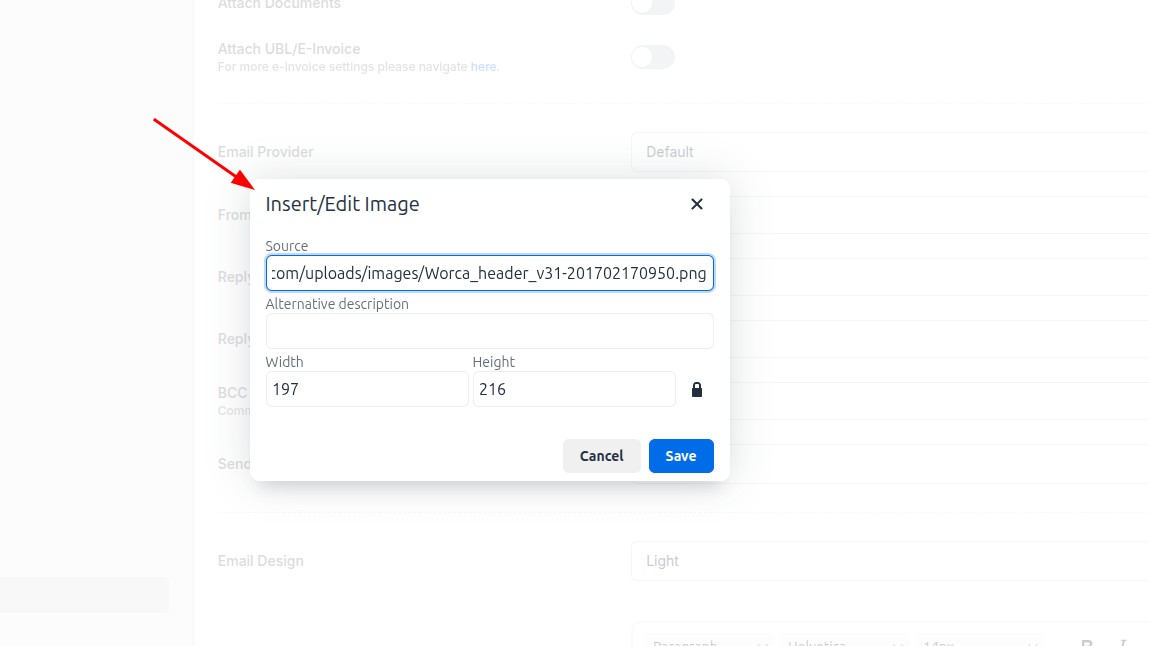 Attach Documents
Attach UBL/E-Invoice
For more e-Invoice settings please navigate here.
Email Provider
Default
Insert/Edit Image
From
Source
Reply
com/uploads/images/Worca_header_v31-201702170950.png
Alternative description
Reply
Width
Height
BCC
197
216
Comm
Send
Cancel
Save
Email Design
Light
Paragraph
Helvetica
14px
B
I